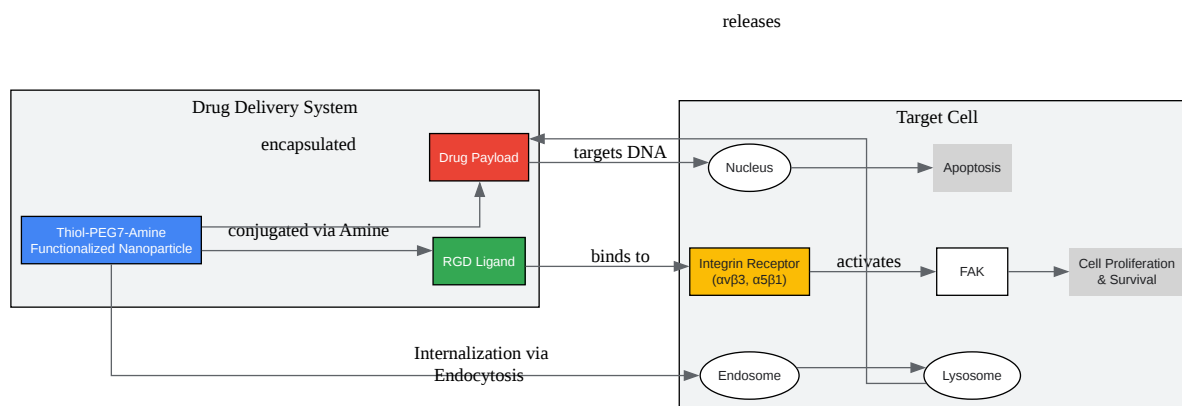 releases
Drug Delivery System
encapsulated
Drug Payload
Thiol-PEG7-Amine
Functionalized Nanoparticle
conjugated via Amine
RGD Ligand
targets DNA
binds to
Internalization via
Endocytosis
Target Cell
Nucleus
Apoptosis
Integrin Receptor
(αvβ3, α5β1)
activates
FAK
Cell Proliferation
& Survival
Endosome
Lysosome